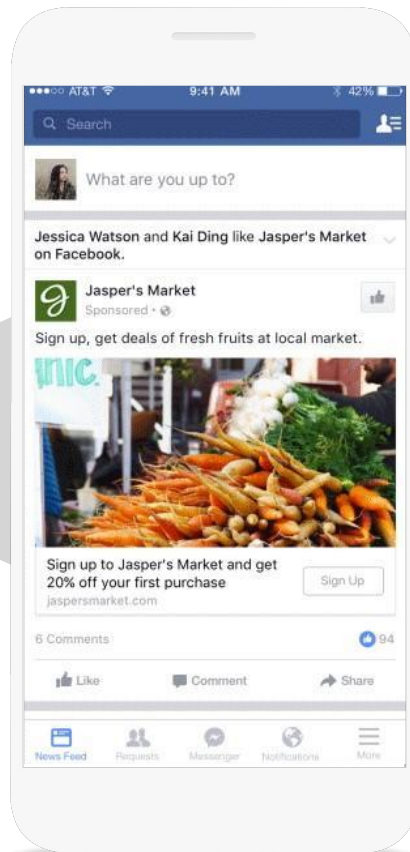 AT&T 9:41 AM 42%
Search
What are you up to?
Jessica Watson and Kai Ding like Jasper's Market
on Facebook.
Jasper's Market
Sponsored •
Sign up, get deals of fresh fruits at local market.
NIC.
Sign up to Jasper's Market and get
20% off your first purchase
Sign Up
jaspersmarket.com
6 Comments 94
Like Comment Share
News Feed Requests Messenger Notifications More